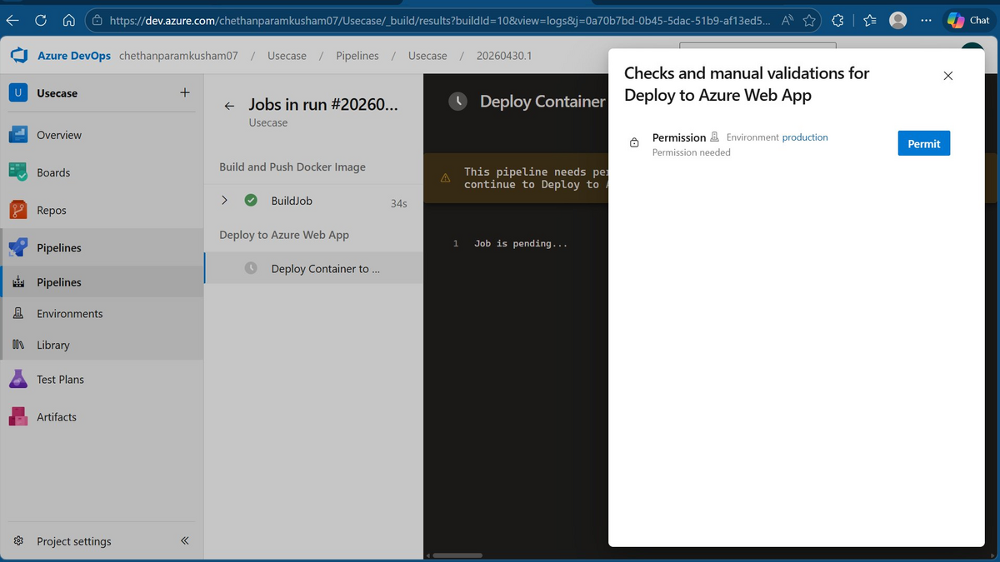 https://dev.azure.com/chethanparamkusham07/Usecase/_build/results?buildId=10&view=logs&j=0a70b7bd-0b45-5dac-51b9-af13ed5...
Chat
Azure DevOps chethanparamkusham07 / Usecase / Pipelines / Usecase / 20260430.1
U Usecase +
Overview
Boards
Repos
Pipelines
Pipelines
Environments
Library
Test Plans
Artifacts
Project settings
Jobs in run #20260...
Usecase
Build and Push Docker Image
BuildJob 34s
Deploy to Azure Web App
Deploy Container to ...
Deploy Container
This pipeline needs per
continue to Deploy to A
1 Job is pending...
Checks and manual validations for
Deploy to Azure Web App
Permission Environment production
Permission needed
Permit